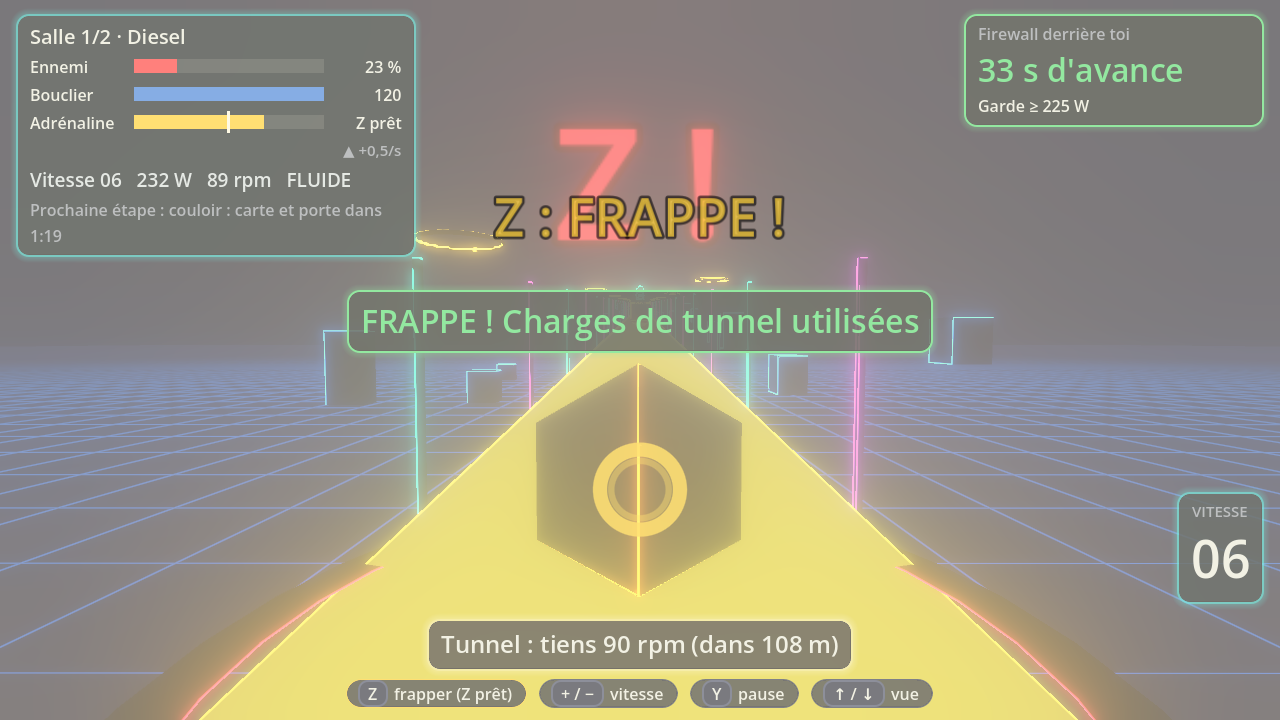 Salle 1/2 · Diesel
Ennemi 23 %
Bouclier 120
Adrénaline Z prêt
▲ +0,5/s
Vitesse 06 232 W 89 rpm FLUIDE
Prochaine étape : couloir : carte et porte dans
1:19
Firewall derrière toi
33 s d'avance
Garde ≥ 225 W
Z !
Z : FRAPPE !
FRAPPE ! Charges de tunnel utilisées
VITESSE
06
Tunnel : tiens 90 rpm (dans 108 m)
Z frapper (Z prêt) + / − vitesse Y pause ↑ / ↓ vue